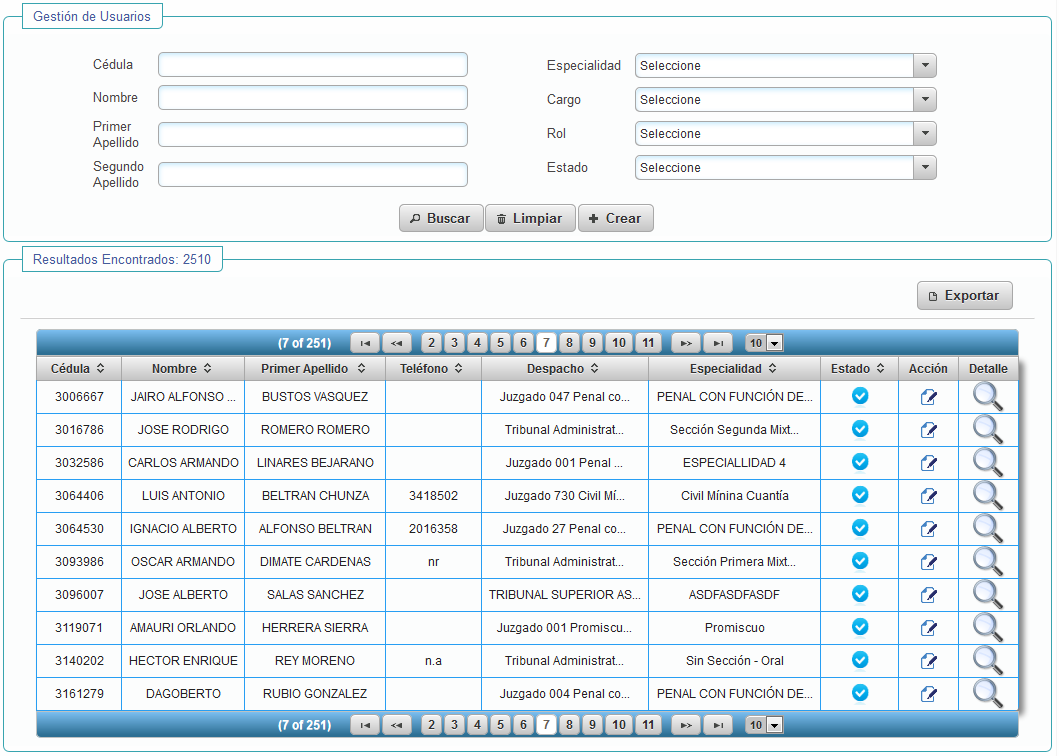 Gestión de Usuarios
Cédula
Especialidad Seleccione
Nombre
Cargo Seleccione
Primer Apellido
Rol Seleccione
Segundo Apellido
Estado Seleccione
Buscar Limpiar Crear
Resultados Encontrados: 2510
Exportar
(7 of 251) 2 3 4 5 6 7 8 9 10 11 10
Cédula Nombre Primer Apellido Teléfono Despacho Especialidad Estado Acción Detalle
3006667 JAIRO ALFONSO ... BUSTOS VASQUEZ Juzgado 047 Penal co... PENAL CON FUNCIÓN DE...
3016786 JOSE RODRIGO ROMERO ROMERO Tribunal Administrat... Sección Segunda Mixt...
3032586 CARLOS ARMANDO LINARES BEJARANO Juzgado 001 Penal ... ESPECIALLIDAD 4
3064406 LUIS ANTONIO BELTRAN CHUNZA 3418502 Juzgado 730 Civil Mí... Civil Mínina Cuantía
3064530 IGNACIO ALBERTO ALFONSO BELTRAN 2016358 Juzgado 27 Penal co... PENAL CON FUNCIÓN DE...
3093986 OSCAR ARMANDO DIMATE CARDENAS nr Tribunal Administrat... Sección Primera Mixt...
3096007 JOSE ALBERTO SALAS SANCHEZ TRIBUNAL SUPERIOR AS... ASDFASDFASDF
3119071 AMAURI ORLANDO HERRERA SIERRA Juzgado 001 Promiscu... Promiscuo
3140202 HECTOR ENRIQUE REY MORENO n.a Tribunal Administrat... Sin Sección - Oral
3161279 DAGOBERTO RUBIO GONZALEZ Juzgado 004 Penal co... PENAL CON FUNCIÓN DE...
(7 of 251) 2 3 4 5 6 7 8 9 10 11 10